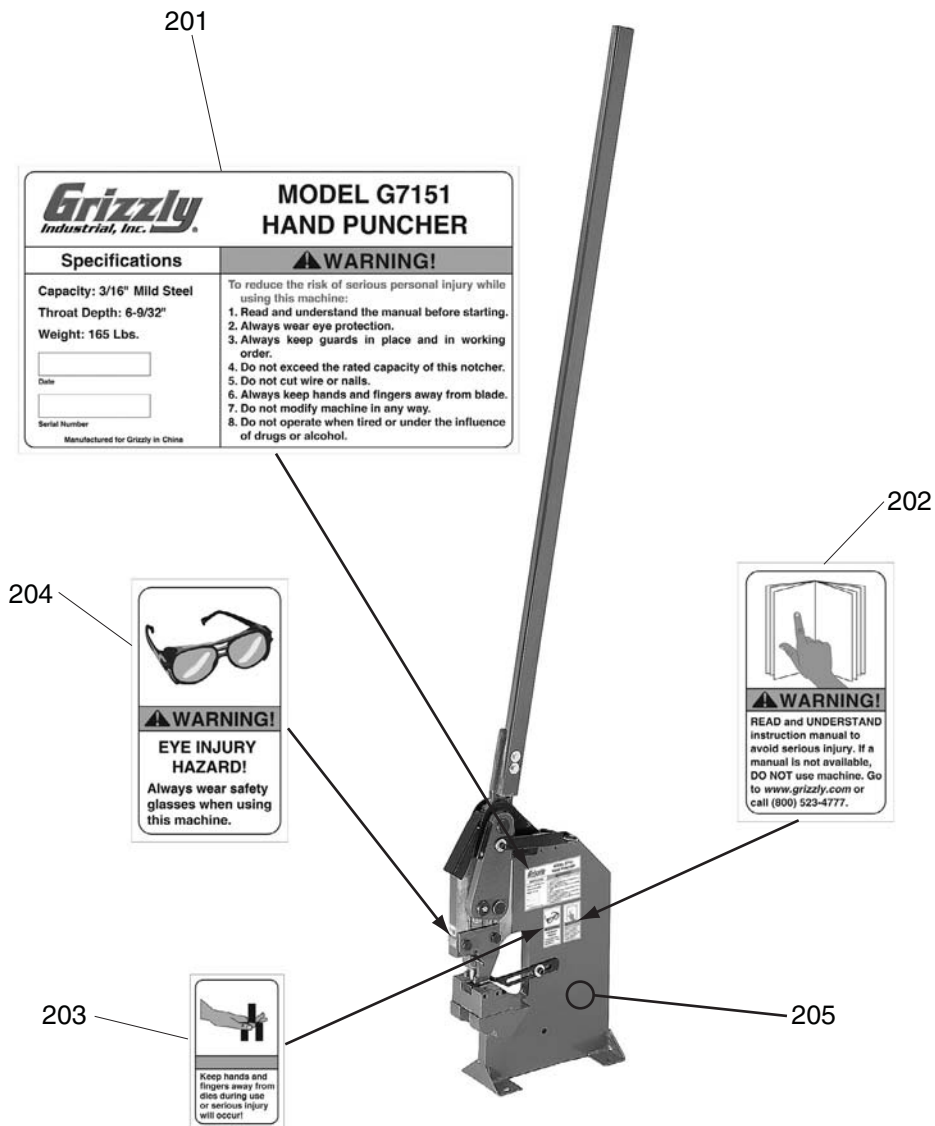 201
Grizzly
Industrial, Inc. ®
MODEL G7151
HAND PUNCHER
Specifications
Capacity: 3/16" Mild Steel
Throat Depth: 6-9/32"
Weight: 165 Lbs.
Date
Serial Number
Manufactured for Grizzly in China
WARNING!
To reduce the risk of serious personal injury while
using this machine:
1. Read and understand the manual before starting.
2. Always wear eye protection.
3. Always keep guards in place and in working
order.
4. Do not exceed the rated capacity of this notcher.
5. Do not cut wire or nails.
6. Always keep hands and fingers away from blade.
7. Do not modify machine in any way.
8. Do not operate when tired or under the influence
of drugs or alcohol.
202
WARNING!
READ and UNDERSTAND
instruction manual to
avoid serious injury. If a
manual is not available,
DO NOT use machine. Go
to www.grizzly.com or
call (800) 523-4777.
204
WARNING!
EYE INJURY
HAZARD!
Always wear safety
glasses when using
this machine.
Grizzly
MODEL G7151
HAND PUNCHER
203
Keep hands and
fingers away from
dies during use
or serious injury
will occur!
205